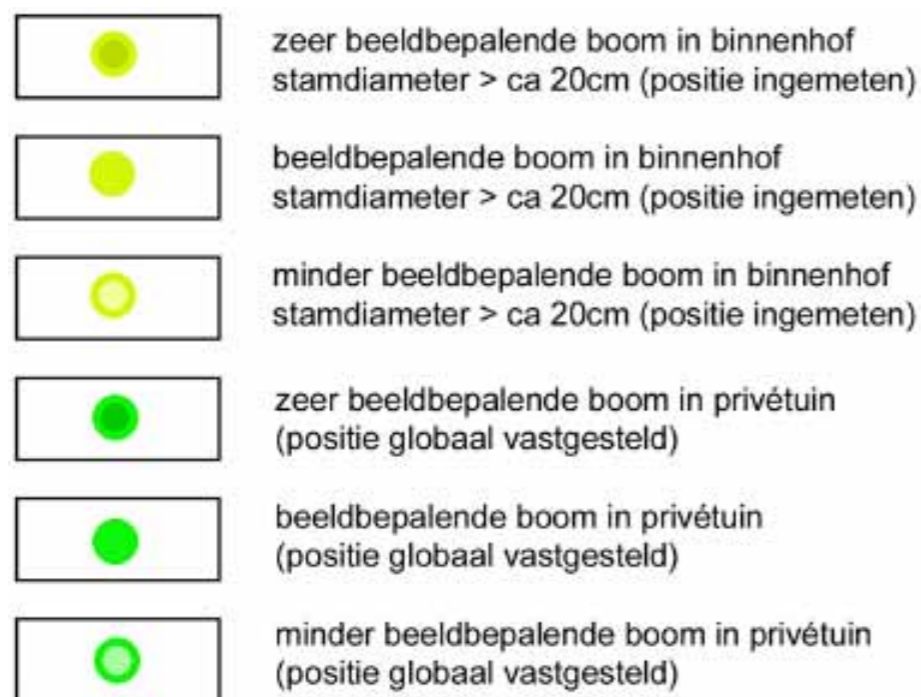 zeer beeldbepalende boom in binnenhof
stamdiameter > ca 20cm (positie ingemeten)
beeldbepalende boom in binnenhof
stamdiameter > ca 20cm (positie ingemeten)
minder beeldbepalende boom in binnenhof
stamdiameter > ca 20cm (positie ingemeten)
zeer beeldbepalende boom in privétuin
(positie globaal vastgesteld)
beeldbepalende boom in privétuin
(positie globaal vastgesteld)
minder beeldbepalende boom in privétuin
(positie globaal vastgesteld)